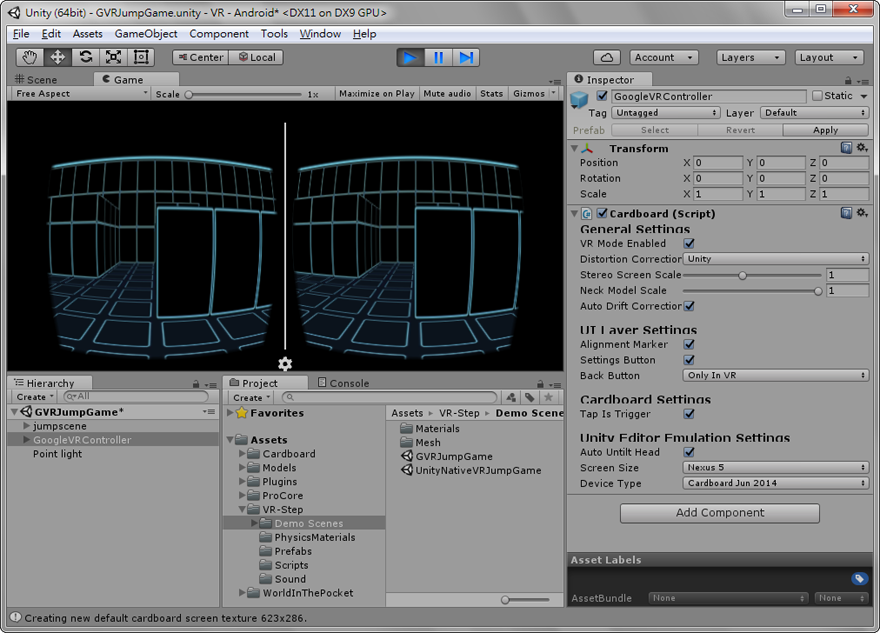 Unity (64bit) - GVRJumpGame.unity - VR - Android* <DX11 on DX9 GPU>
File Edit Assets GameObject Component Tools Window Help
Center Local Account Layers Layout
Scene Game
Free Aspect Scale 1x Maximize on Play Mute audio Stats Gizmos
Hierarchy
Create All
GVRJumpGame*
jumpscene
GoogleVRController
Point light
Project Console
Create
Favorites
Assets
Cardboard
Models
Plugins
ProCore
VR-Step
Demo Scenes
PhysicsMaterials
Prefabs
Scripts
Sound
WorldInThePocket
Assets VR-Step Demo Scene
Materials
Mesh
GVRJumpGame
UnityNativeVRJumpGame
Inspector
GoogleVRController Static
Tag Untagged Layer Default
Prefab Select Revert Apply
Transform
Position X 0 Y 0 Z 0
Rotation X 0 Y 0 Z 0
Scale X 1 Y 1 Z 1
Cardboard (Script)
General Settings
VR Mode Enabled
Distortion Correction Unity
Stereo Screen Scale 1
Neck Model Scale 1
Auto Drift Correction
UI Layer Settings
Alignment Marker
Settings Button
Back Button Only In VR
Cardboard Settings
Tap Is Trigger
Unity Editor Emulation Settings
Auto Untilt Head
Screen Size Nexus 5
Device Type Cardboard Jun 2014
Add Component
Asset Labels
AssetBundle None None
Creating new default cardboard screen texture 623x286.